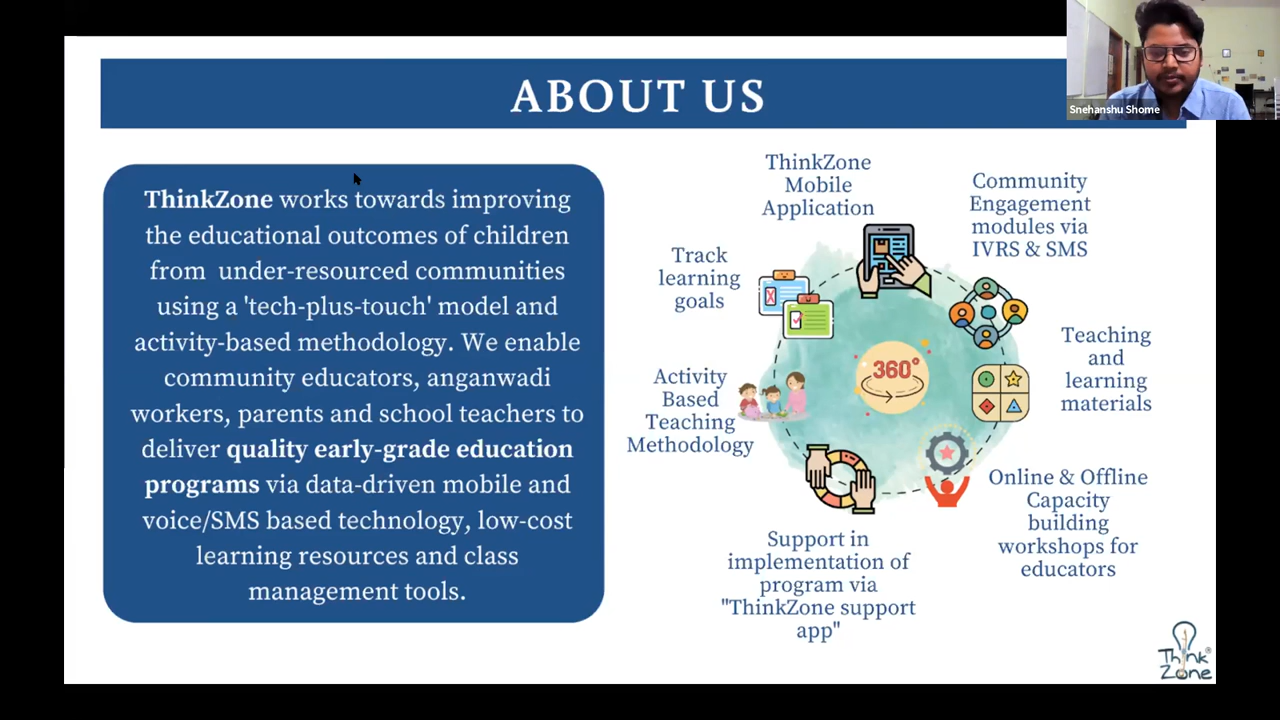 ABOUT US
Snehanshu Shome
ThinkZone works towards improving
the educational outcomes of children
from under-resourced communities
using a 'tech-plus-touch' model and
activity-based methodology. We enable
community educators, anganwadi
workers, parents and school teachers to
deliver quality early-grade education
programs via data-driven mobile and
voice/SMS based technology, low-cost
learning resources and class
management tools.
ThinkZone
Mobile
Application
Community
Engagement
modules via
IVRS & SMS
Track
learning
goals
Teaching
and
learning
materials
360°
Activity
Based
Teaching
Methodology
Online & Offline
Capacity
building
workshops for
educators
Support in
implementation of
program via
"ThinkZone support
app"
Think®
Zone